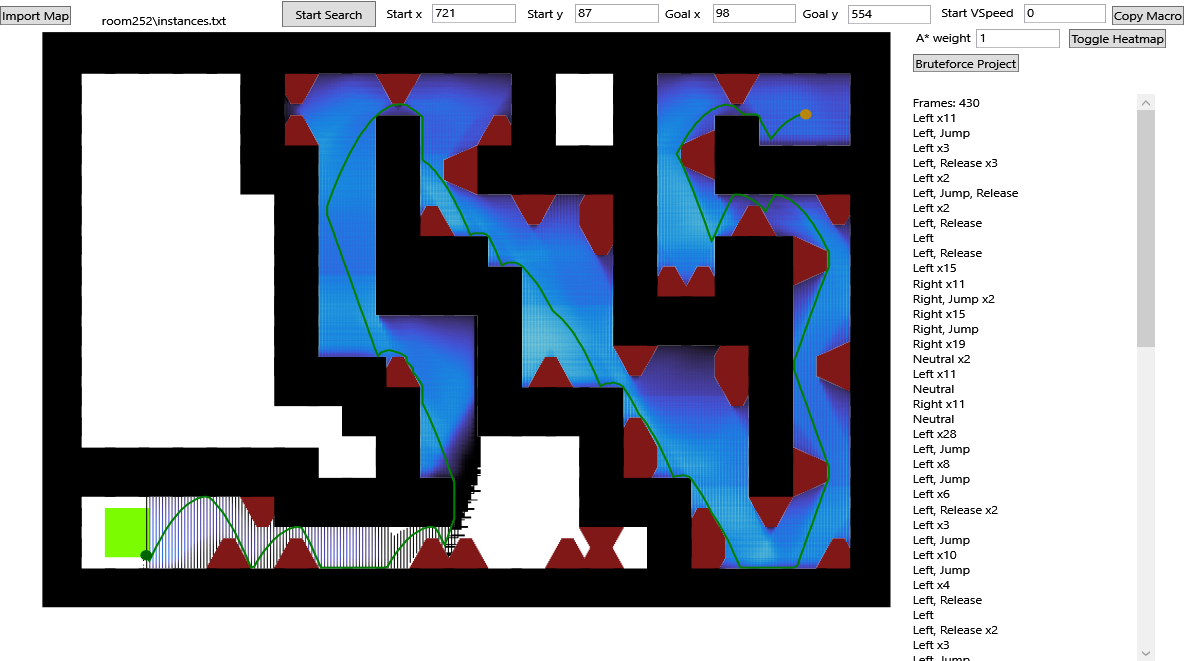 Import Map
room252\instances.txt
Start Search
Start x 721
Start y 87
Goal x 98
Goal y 554
Start VSpeed 0
Copy Macro
A* weight 1
Toggle Heatmap
Bruteforce Project
Frames: 430
Left x11
Left, Jump
Left x3
Left, Release x3
Left x2
Left, Jump, Release
Left x2
Left, Release
Left
Left, Release
Left x15
Right x11
Right, Jump x2
Right x15
Right, Jump
Right x19
Neutral x2
Left x11
Neutral
Right x11
Neutral
Left x28
Left, Jump
Left x8
Left, Jump
Left x6
Left, Release x2
Left x3
Left, Jump
Left x10
Left, Jump
Left x4
Left, Release
Left
Left, Release x2
Left x3
Left, Jump